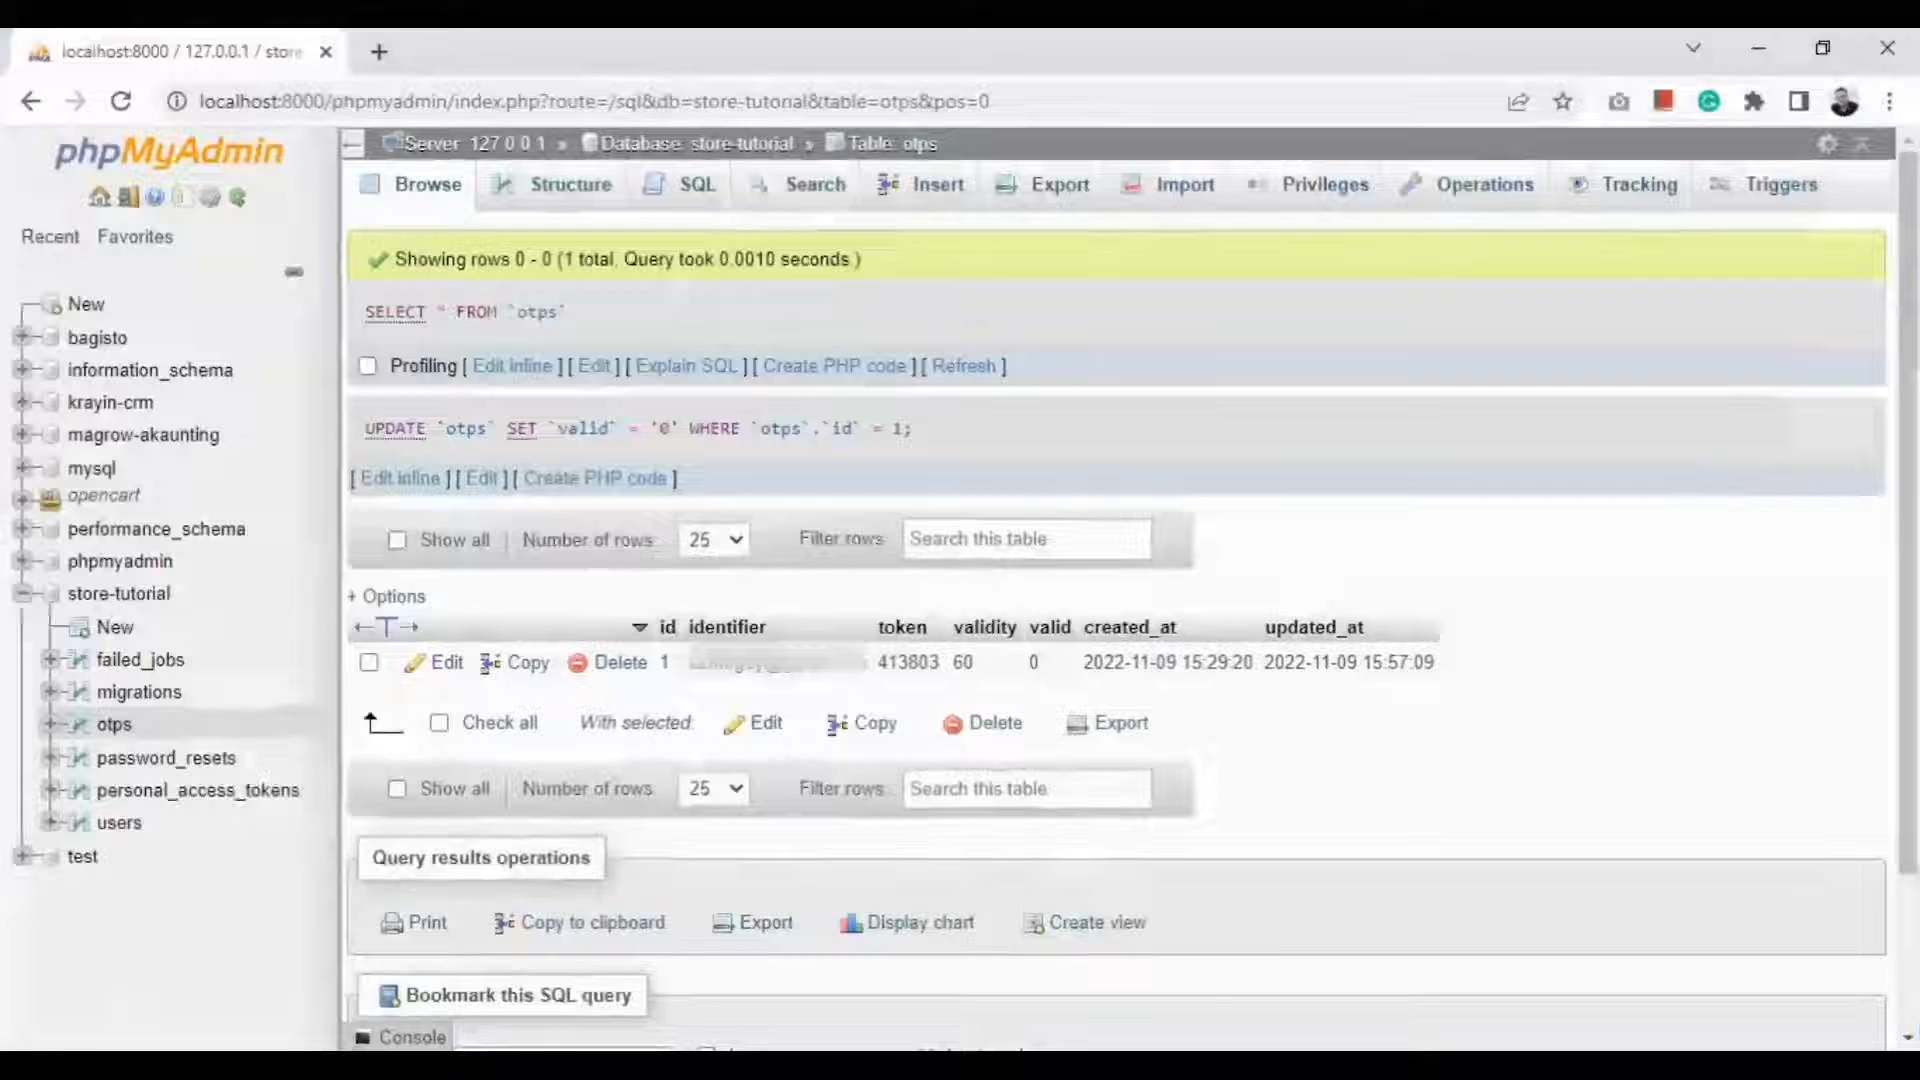 localhost:8000 / 127.0.0.1 / store
localhost:8000/phpmyadmin/index.php?route=/sql&db=store-tutorial&table=otps&pos=0
phpMyAdmin
Recent Favorites
New
bagisto
information_schema
krayin-crm
magrow-akaunting
mysql
opencart
performance_schema
phpmyadmin
store-tutorial
New
failed_jobs
migrations
otps
password_resets
personal_access_tokens
users
test
Server 127 0 0 1 » Database: store-tutorial » Table: otps
Browse Structure SQL Search Insert Export Import Privileges Operations Tracking Triggers
Showing rows 0 - 0 (1 total, Query took 0.0010 seconds )
SELECT * FROM `otps`
Profiling [ Edit inline ] [ Edit ] [ Explain SQL ] [ Create PHP code ] [ Refresh ]
UPDATE `otps` SET `valid` = '0' WHERE `otps`.`id` = 1;
[ Edit inline ] [ Edit ] [ Create PHP code ]
Show all Number of rows 25 Filter rows Search this table
+ Options
←T→ id identifier token validity valid created_at updated_at
Edit Copy Delete 1 413803 60 0 2022-11-09 15:29:20 2022-11-09 15:57:09
Check all With selected: Edit Copy Delete Export
Show all Number of rows 25 Filter rows Search this table
Query results operations
Print Copy to clipboard Export Display chart Create view
Bookmark this SQL query
Console